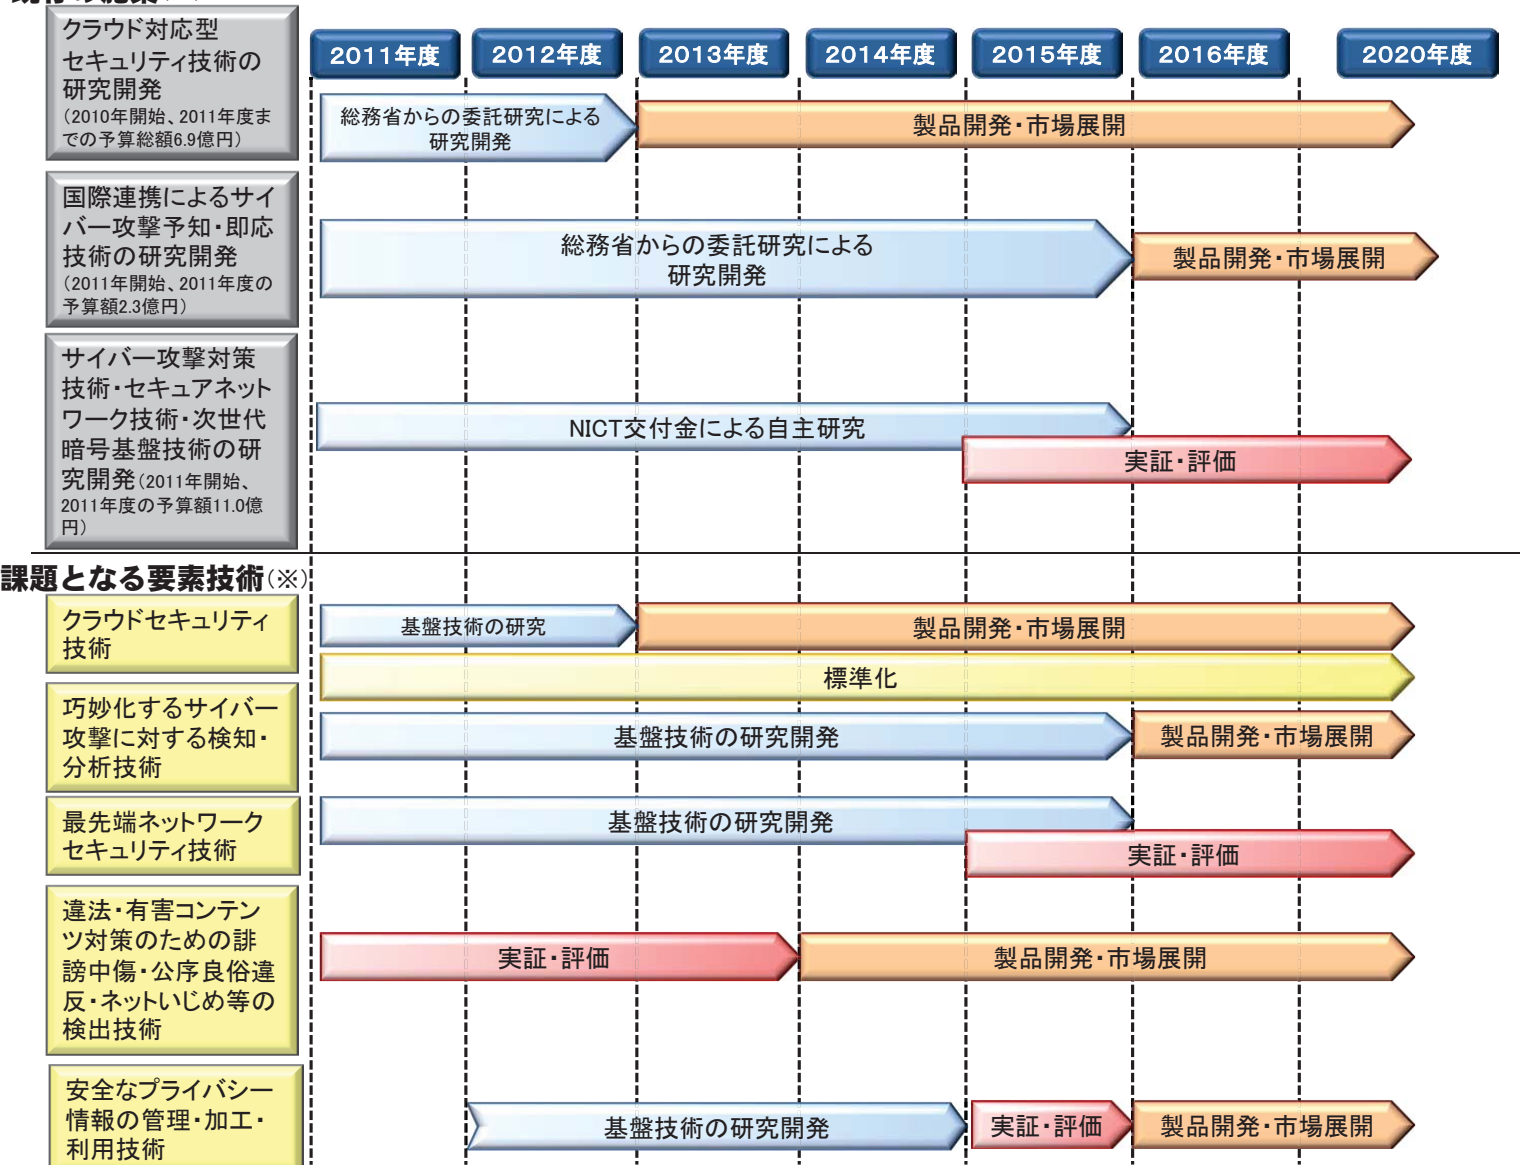 クラウド対応型
セキュリティ技術の
研究開発
（2010年開始、2011年度ま
での予算総額6.9億円）
2011年度
2012年度
2013年度
2014年度
2015年度
2016年度
2020年度
総務省からの委託研究による
研究開発
製品開発・市場展開
国際連携によるサイ
バー攻撃予知・即応
技術の研究開発
（2011年開始、2011年度の
予算額2.3億円）
総務省からの委託研究による
研究開発
製品開発・市場展開
サイバー攻撃対策
技術・セキュアネット
ワーク技術・次世代
暗号基盤技術の研
究開発（2011年開始、
2011年度の予算額11.0億
円）
NICT交付金による自主研究
実証・評価
課題となる要素技術（※）
クラウドセキュリティ
技術
基盤技術の研究
製品開発・市場展開
標準化
巧妙化するサイバー
攻撃に対する検知・
分析技術
基盤技術の研究開発
製品開発・市場展開
最先端ネットワーク
セキュリティ技術
基盤技術の研究開発
実証・評価
違法・有害コンテン
ツ対策のための誹
謗中傷・公序良俗違
反・ネットいじめ等の
検出技術
実証・評価
製品開発・市場展開
安全なプライバシー
情報の管理・加工・
利用技術
基盤技術の研究開発
実証・評価
製品開発・市場展開